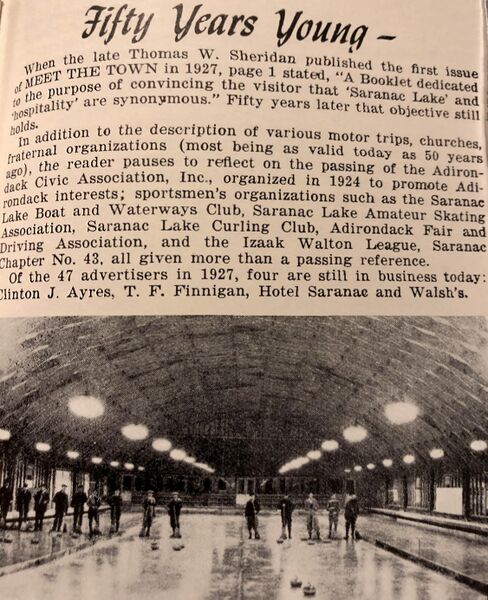 Fifty Years Young —
When the late Thomas W. Sheridan published the first issue
of MEET THE TOWN in 1927, page 1 stated, "A Booklet dedicated
to the purpose of convincing the visitor that 'Saranac Lake' and
'hospitality' are synonymous." Fifty years later that objective still
holds.
In addition to the description of various motor trips, churches,
fraternal organizations (most being as valid today as 50 years
ago), the reader pauses to reflect on the passing of the Adiron-
dack Civic Association, Inc., organized in 1924 to promote Adi-
rondack interests; sportsmen's organizations such as the Saranac
Lake Boat and Waterways Club, Saranac Lake Amateur Skating
Association, Saranac Lake Curling Club, Adirondack Fair and
Driving Association, and the Izaak Walton League, Saranac
Chapter No. 43, all given more than a passing reference.
Of the 47 advertisers in 1927, four are still in business today:
Clinton J. Ayres, T. F. Finnigan, Hotel Saranac and Walsh's.